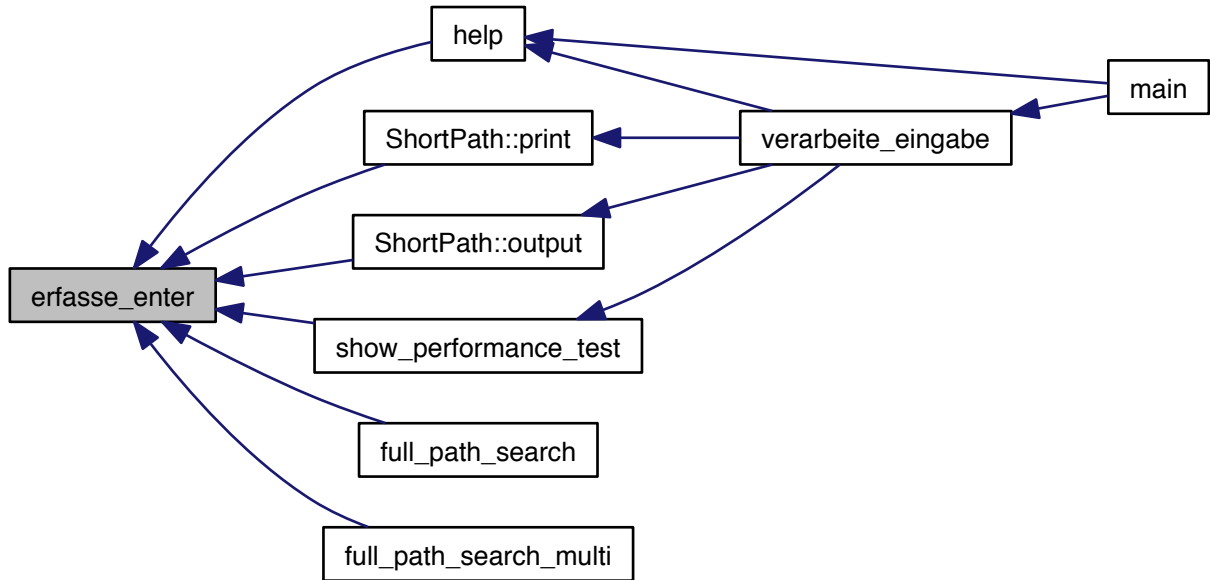 help
main
ShortPath::print
verarbeite_eingabe
ShortPath::output
erfasse_enter
show_performance_test
full_path_search
full_path_search_multi